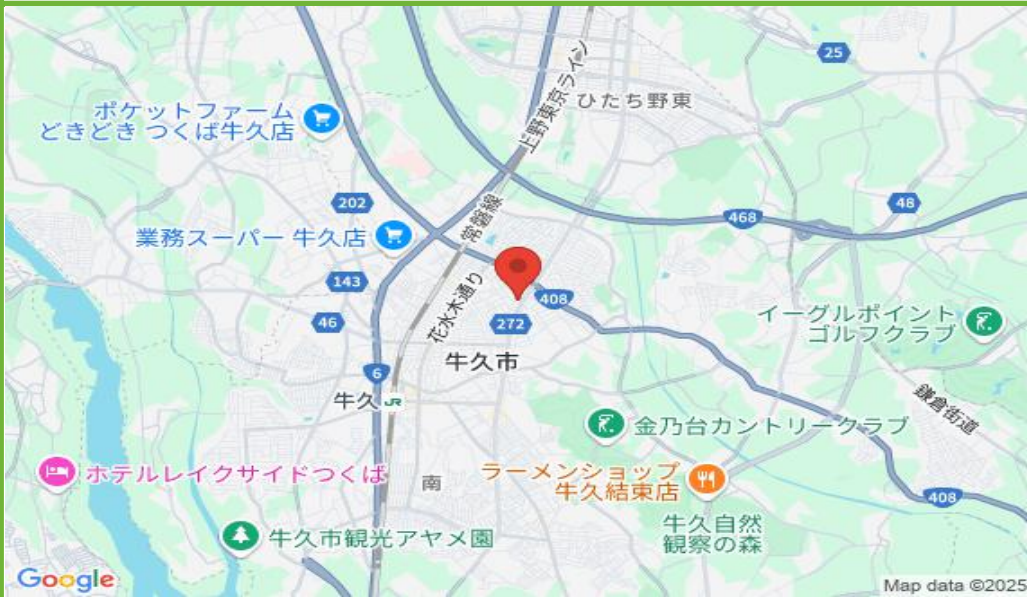 25
ひたち野東
上野東京ライン
ポケットファーム
どきどき つくば牛久店
202
48
468
常磐線
業務スーパー 牛久店
143
花水木通り
408
46
272
イーグルポイント
ゴルフクラブ
牛久市
6
牛久
JR
鎌倉街道
金乃台カントリークラブ
ホテルレイクサイドつくば
南
ラーメンショップ
牛久結束店
408
牛久自然
観察の森
牛久市観光アヤメ園
Google
Map data ©2025